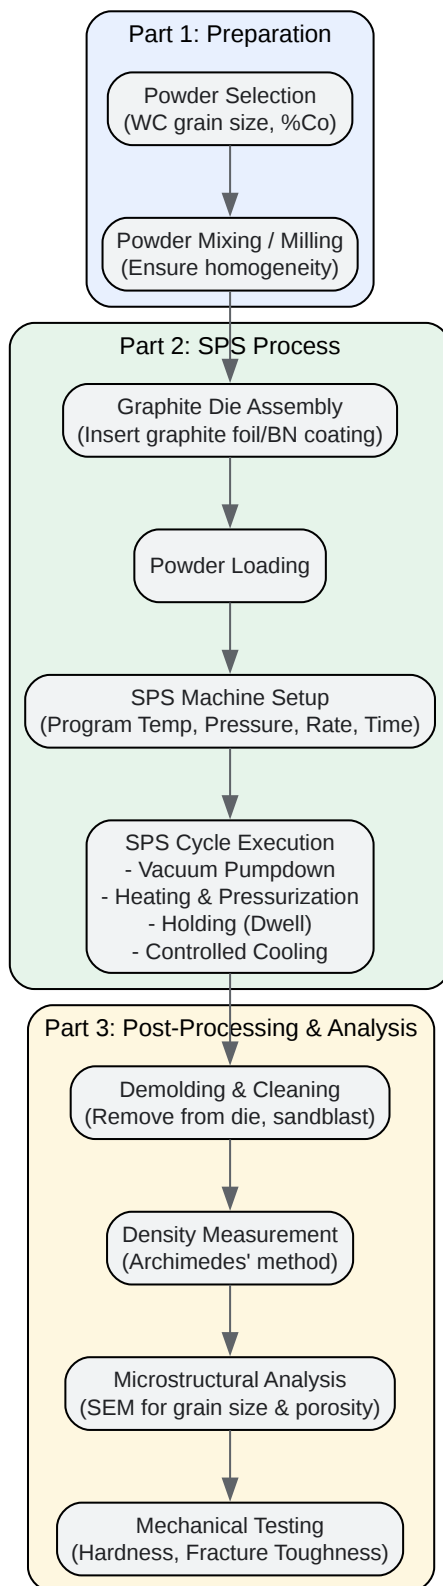 Part 1: Preparation
Powder Selection
(WC grain size, %Co)
Powder Mixing / Milling
(Ensure homogeneity)
Part 2: SPS Process
Graphite Die Assembly
(Insert graphite foil/BN coating)
Powder Loading
SPS Machine Setup
(Program Temp, Pressure, Rate, Time)
SPS Cycle Execution
- Vacuum Pumpdown
- Heating & Pressurization
- Holding (Dwell)
- Controlled Cooling
Part 3: Post-Processing & Analysis
Demolding & Cleaning
(Remove from die, sandblast)
Density Measurement
(Archimedes' method)
Microstructural Analysis
(SEM for grain size & porosity)
Mechanical Testing
(Hardness, Fracture Toughness)